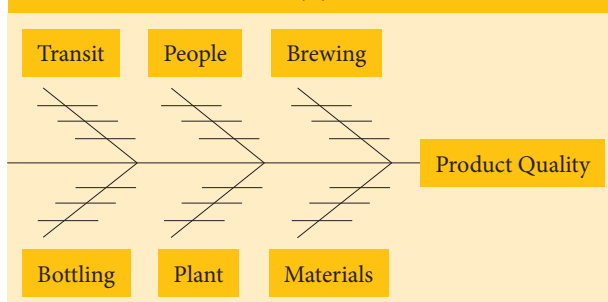 Transit People Brewing
Product Quality
Bottling Plant Materials